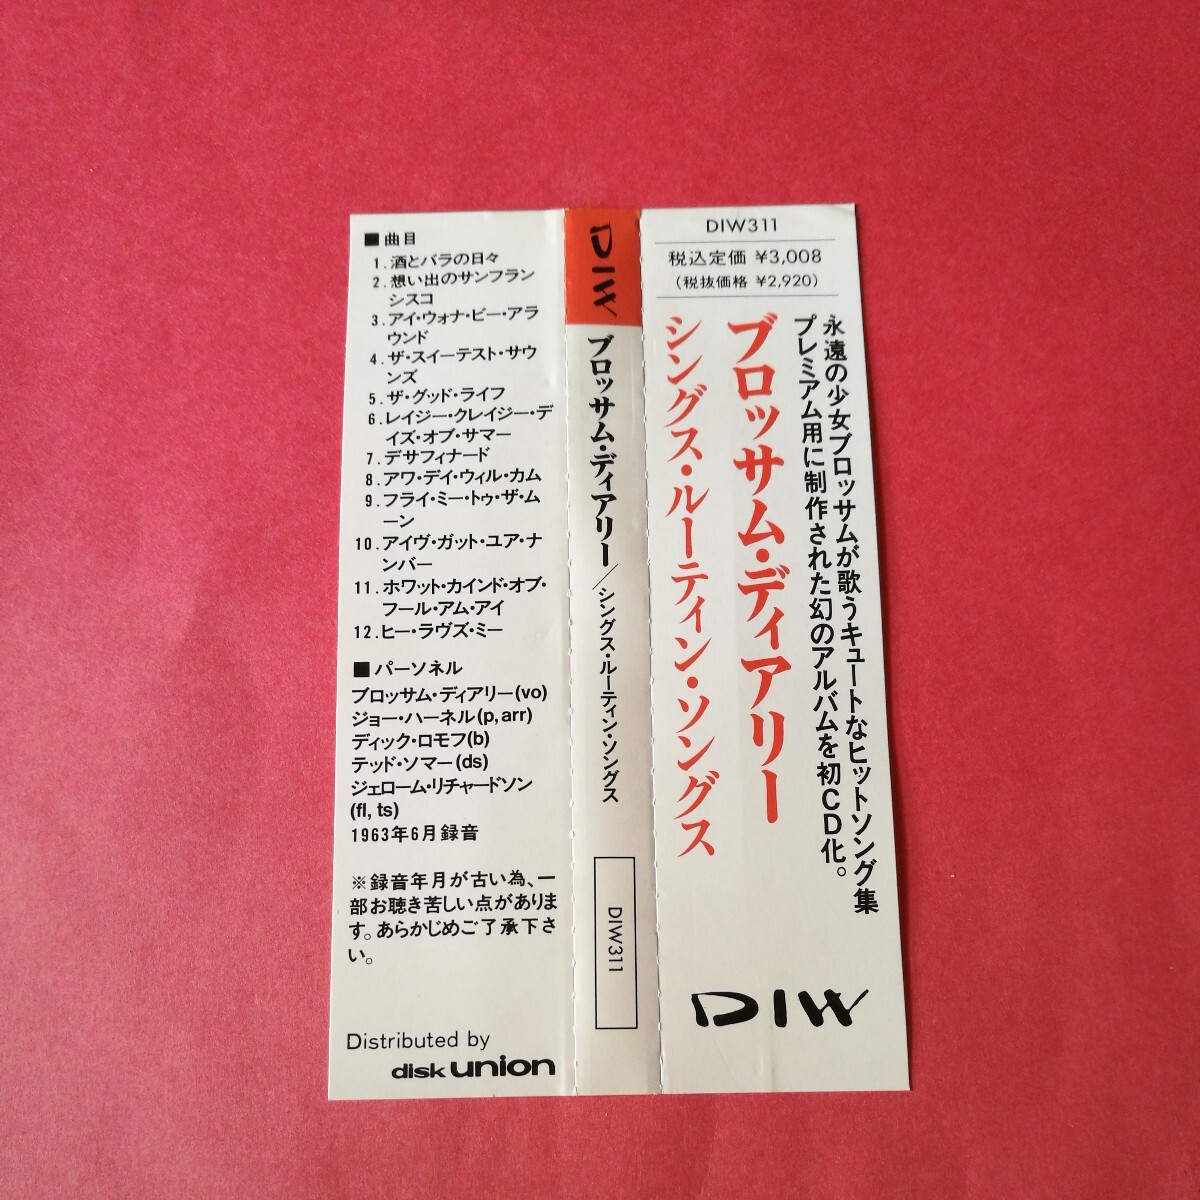 ■曲目
1.酒とバラの日々
2.想い出のサンフラン
シスコ
3.アイ・ウォナ・ビー・アラ
ウンド
4.ザ・スイーテスト・サウ
ンズ
5.ザ・グッド・ライフ
6.レイジー・クレイジー・デ
イズ・オブ・サマー
7.デサフィナード
8.アワ・デイ・ウィル・カム
9.フライ・ミー・トゥ・ザ・ム
ーン
10.アイヴ・ガット・ユア・ナ
ンバー
11.ホワット・カインド・オブ・
フール・アム・アイ
12.ヒー・ラヴズ・ミー
■パーソネル
ブロッサム・ディアリー(vo)
ジョー・ハーネル(p,arr)
ディック・ロモフ(b)
テッド・ソマー(ds)
ジェローム・リチャードソン
(fl, ts)
1963年6月録音
※録音年月が古い為、一
部お聴き苦しい点がありま
す。あらかじめご了承下さ
い。
Distributed by
disk union
DIW
ブロッサム・ディアリー/シングス・ルーティン・ソングス
DIW311
DIW311
税込定価 ¥3,008
(税抜価格 ¥2,920)
永遠の少女ブロッサムが歌うキュートなヒットソング集
プレミアム用に制作された幻のアルバムを初CD化。
ブロッサム・ディアリー
シングス・ルーティン・ソングス
DIW